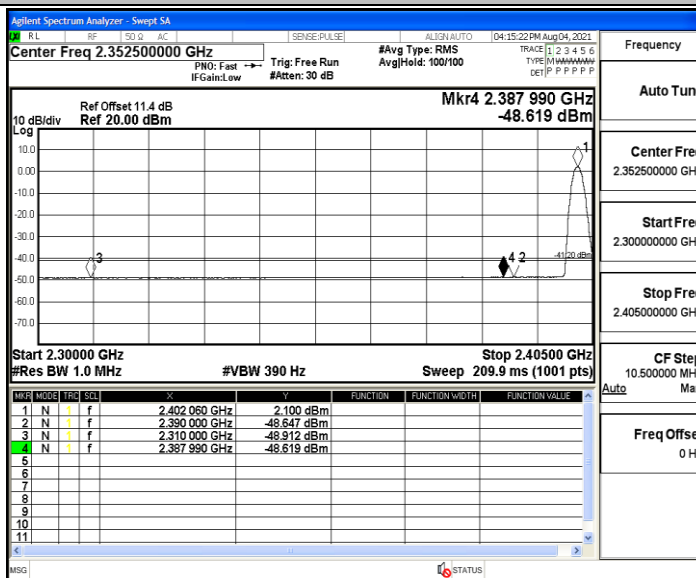 Agilent Spectrum Analyzer - Swept SA
RL RF 50 Ω AC SENSE:PULSE ALIGN AUTO 04:15:22 PM Aug 04, 2021
Center Freq 2.352500000 GHz
PNO: Fast
IFGain:Low
Trig: Free Run
#Atten: 30 dB
#Avg Type: RMS
Avg|Hold: 100/100
TRACE 1 2 3 4 5 6
TYPE M WWWWW
DET P P P P P P
Ref Offset 11.4 dB
Ref 20.00 dBm
10 dB/div
Log
Mkr4 2.387 990 GHz
-48.619 dBm
10.0
0.00
-10.0
-20.0
-30.0
-40.0
-50.0
-60.0
-70.0
1
3
4 2
-41.20 dBm
Start 2.30000 GHz
Stop 2.40500 GHz
#Res BW 1.0 MHz
#VBW 390 Hz
Sweep 209.9 ms (1001 pts)
MKR MODE TRC SCL X Y FUNCTION FUNCTION WIDTH FUNCTION VALUE
1 N 1 f 2.402 060 GHz 2.100 dBm
2 N 1 f 2.390 000 GHz -48.647 dBm
3 N 1 f 2.310 000 GHz -48.912 dBm
4 N 1 f 2.387 990 GHz -48.619 dBm
5
6
7
8
9
10
11
MSG
STATUS
Frequency
Auto Tun
Center Fre
2.352500000 GH
Start Fre
2.300000000 GH
Stop Fre
2.405000000 GH
CF Step
10.500000 MH
Auto Ma
Freq Offse
0 H